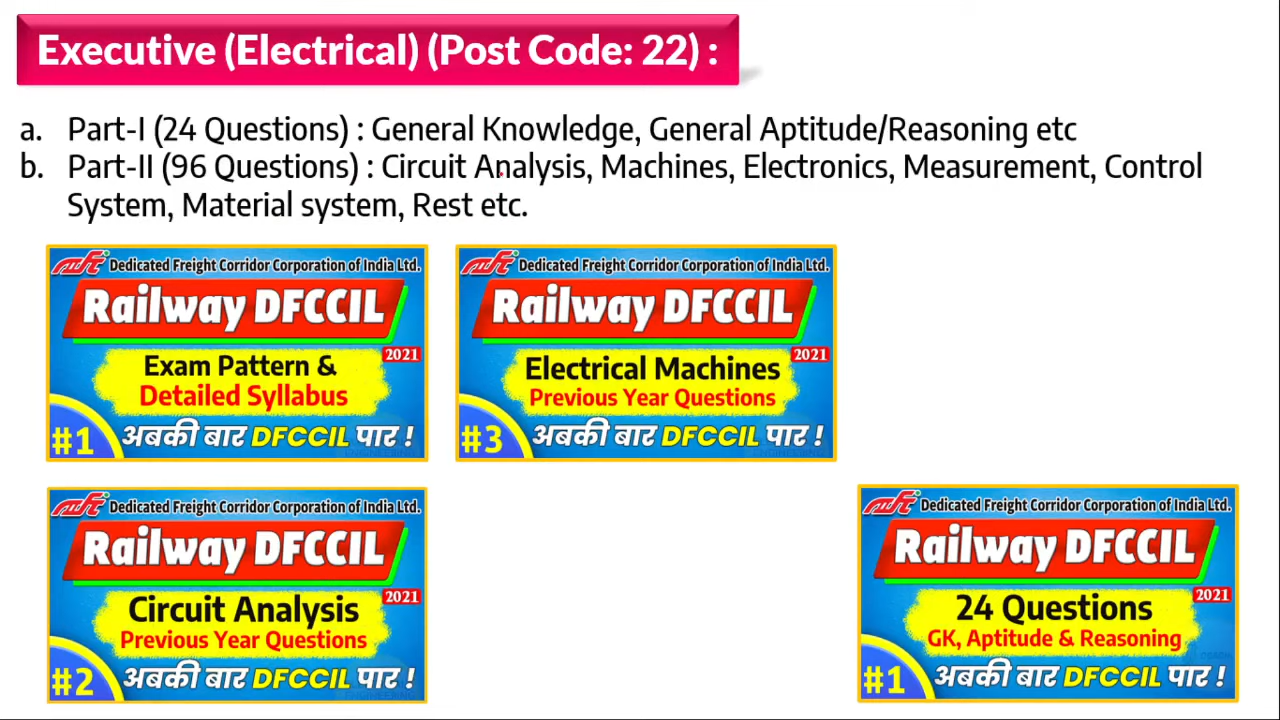 Executive (Electrical) (Post Code: 22) :
a. Part-I (24 Questions) : General Knowledge, General Aptitude/Reasoning etc
b. Part-II (96 Questions) : Circuit Analysis, Machines, Electronics, Measurement, Control
System, Material system, Rest etc.
Dedicated Freight Corridor Corporation of India Ltd.
Railway DFCCIL
2021
Exam Pattern &
Detailed Syllabus
#1 अबकी बार DFCCIL पार !
Dedicated Freight Corridor Corporation of India Ltd.
Railway DFCCIL
2021
Electrical Machines
Previous Year Questions
#3 अबकी बार DFCCIL पार !
Dedicated Freight Corridor Corporation of India Ltd.
Railway DFCCIL
2021
Circuit Analysis
Previous Year Questions
#2 अबकी बार DFCCIL पार !
Dedicated Freight Corridor Corporation of India Ltd.
Railway DFCCIL
2021
24 Questions
GK, Aptitude & Reasoning
#1 अबकी बार DFCCIL पार !